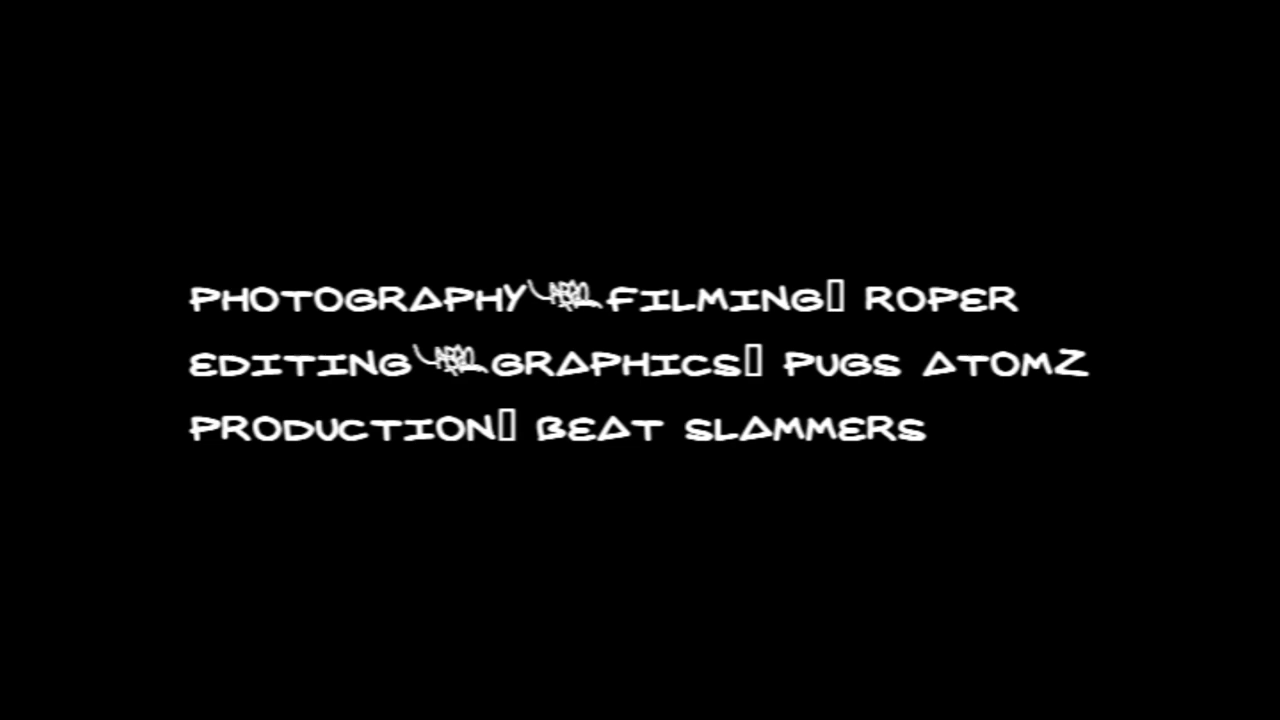 PHOTOGRAPHY FILMING▯ ROPER
EDITING GRAPHICS▯ PUGS ATOMZ
PRODUCTION▯ BEAT SLAMMERS